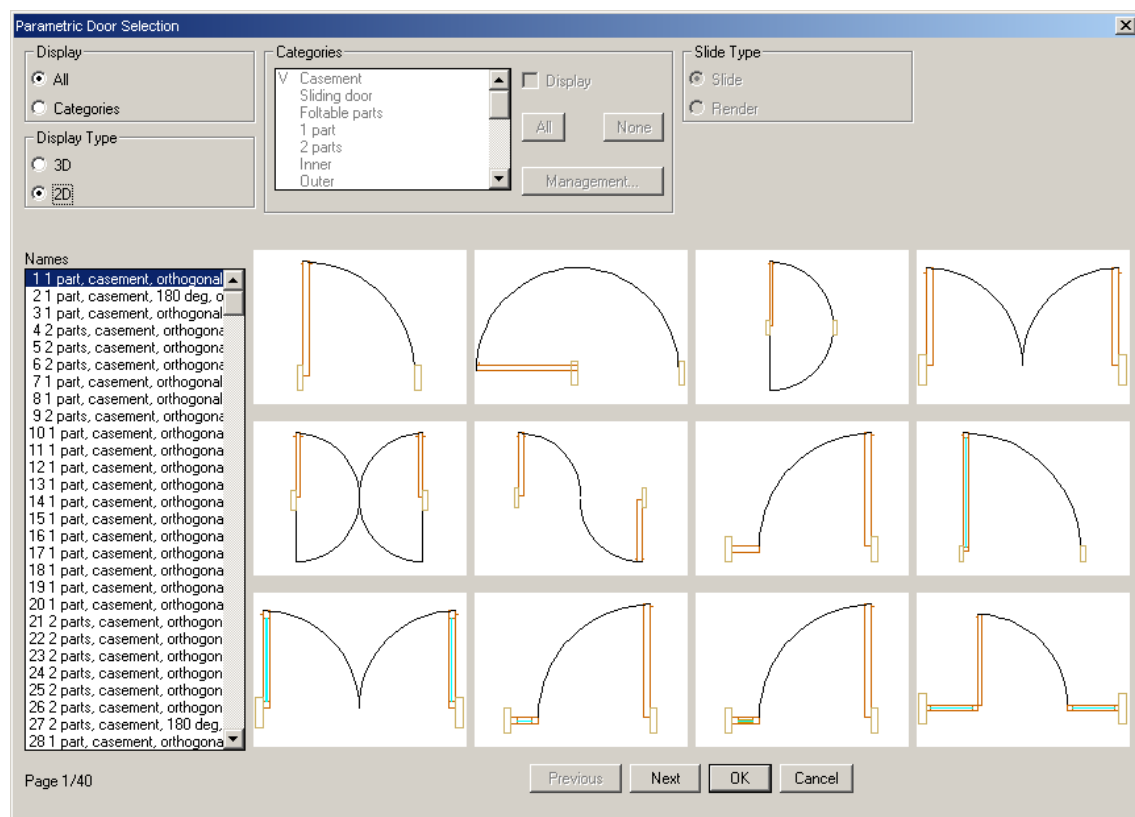 Parametric Door Selection
Display
All
Categories
Display Type
3D
2D
Categories
V Casement
Sliding door
Foltable parts
1 part
2 parts
Inner
Outer
Display
All
None
Management...
Slide Type
Slide
Render
Names
1 1 part, casement, orthogonal
2 1 part, casement, 180 deg, o
3 1 part, casement, orthogonal
4 2 parts, casement, orthogona
5 2 parts, casement, orthogona
6 2 parts, casement, orthogona
7 1 part, casement, orthogonal
8 1 part, casement, orthogonal
9 2 parts, casement, orthogona
10 1 part, casement, orthogona
11 1 part, casement, orthogona
12 1 part, casement, orthogona
13 1 part, casement, orthogona
14 1 part, casement, orthogona
15 1 part, casement, orthogona
16 1 part, casement, orthogona
17 1 part, casement, orthogona
18 1 part, casement, orthogona
19 1 part, casement, orthogona
20 1 part, casement, orthogona
21 2 parts, casement, orthogon
22 2 parts, casement, orthogon
23 2 parts, casement, orthogon
24 2 parts, casement, orthogon
25 2 parts, casement, orthogon
26 2 parts, casement, orthogon
27 2 parts, casement, 180 deg,
28 1 part, casement, orthogona
Page 1/40
Previous
Next
OK
Cancel